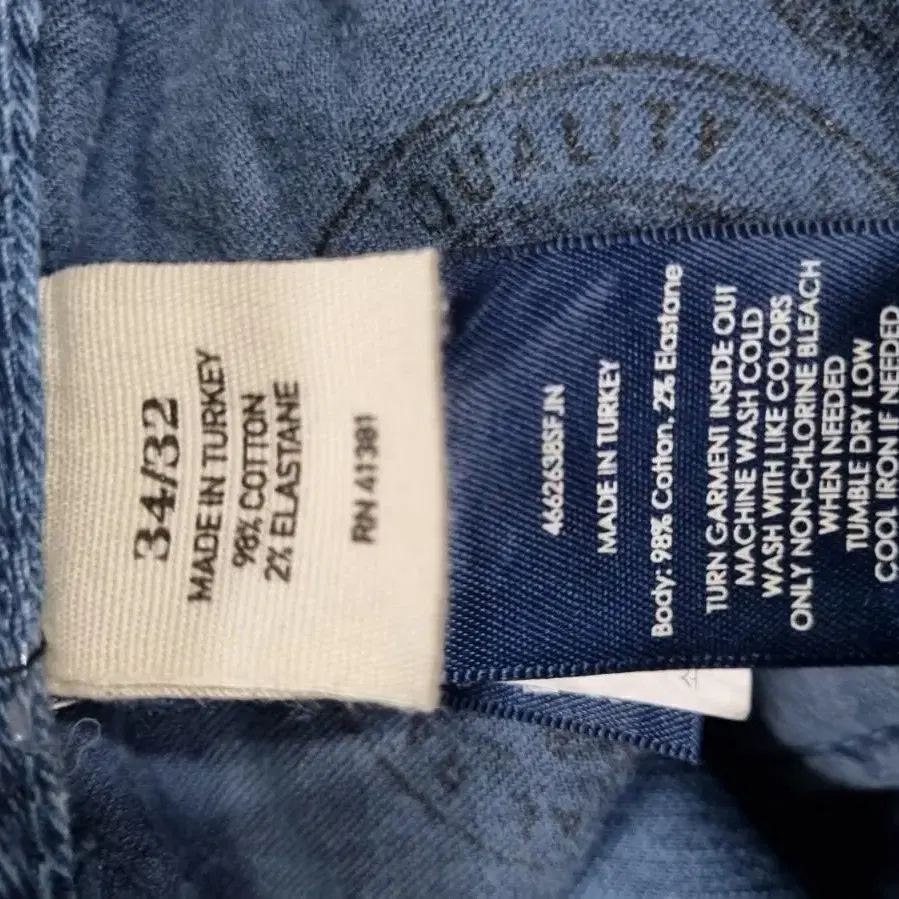 QUALITY
34/32
MADE IN TURKEY
98% COTTON
2% ELASTANE
RN 41381
466263BSFJN
MADE IN TURKEY
Body: 98% Cotton, 2% Elastane
TURN GARMENT INSIDE OUT
MACHINE WASH COLD
WASH WITH LIKE COLORS
ONLY NON-CHLORINE BLEACH
WHEN NEEDED
TUMBLE DRY LOW
COOL IRON IF NEEDED